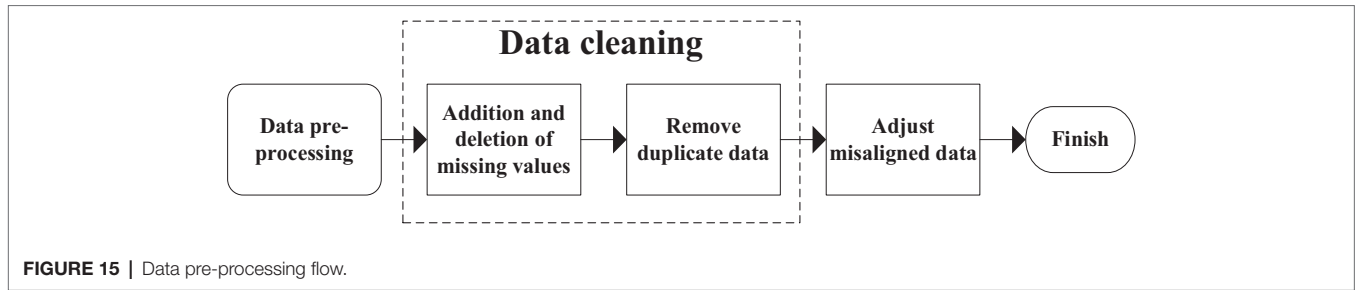 Data cleaning
Data pre-
processing
Addition and
deletion of
missing values
Remove
duplicate data
Adjust
misaligned data
Finish
FIGURE 15 | Data pre-processing flow.